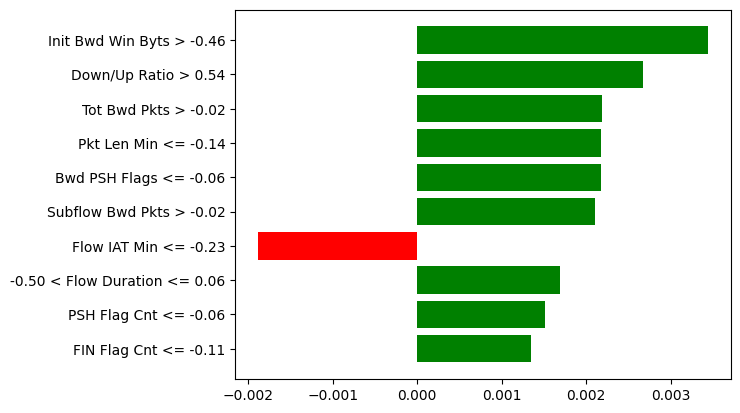 Init Bwd Win Byts > -0.46
Down/Up Ratio > 0.54
Tot Bwd Pkts > -0.02
Pkt Len Min <= -0.14
Bwd PSH Flags <= -0.06
Subflow Bwd Pkts > -0.02
Flow IAT Min <= -0.23
-0.50 < Flow Duration <= 0.06
PSH Flag Cnt <= -0.06
FIN Flag Cnt <= -0.11
−0.002 −0.001 0.000 0.001 0.002 0.003